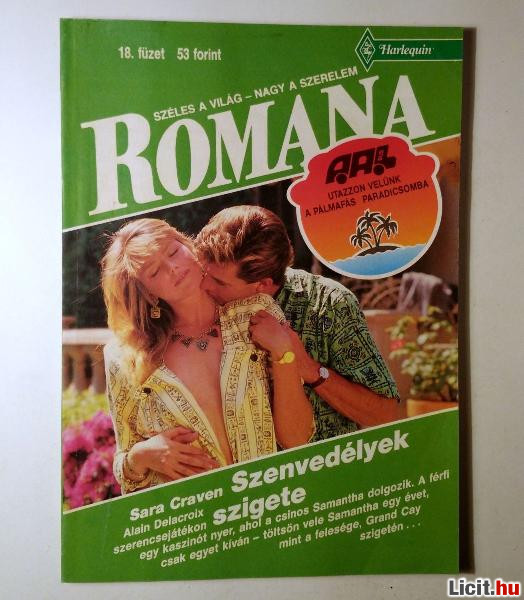 18. füzet 53 forint
Harlequin
SZÉLES A VILÁG – NAGY A SZERELEM
ROMANA
UTAZZON VELÜNK
A PÁLMAFÁS PARADICSOMBA
Sara Craven Szenvedélyek
szigete
Alain Delacroix
szerencsejátékon
egy kaszinót nyer, ahol a csinos Samantha dolgozik. A férfi
csak egyet kíván – töltsön vele Samantha egy évet,
mint a felesége, Grand Cay
szigetén . . .
Licit.hu